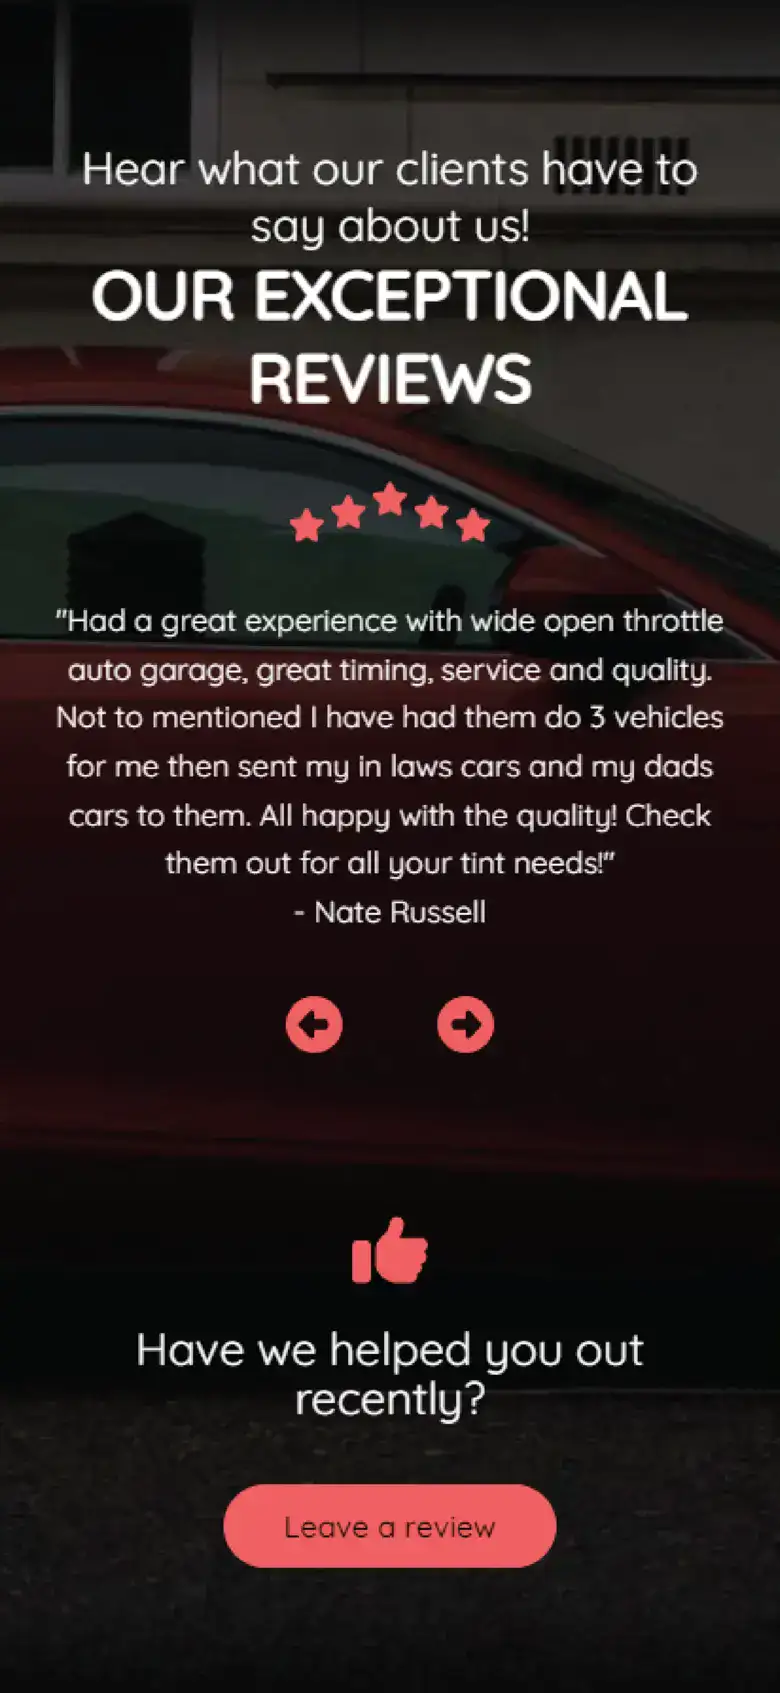 Hear what our clients have to
say about us!
OUR EXCEPTIONAL
REVIEWS
"Had a great experience with wide open throttle
auto garage, great timing, service and quality.
Not to mentioned I have had them do 3 vehicles
for me then sent my in laws cars and my dads
cars to them. All happy with the quality! Check
them out for all your tint needs!"
- Nate Russell
Have we helped you out
recently?
Leave a review